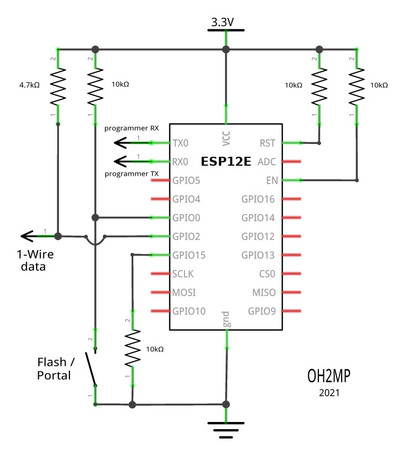 3.3V
2
2
2
2
4.7kΩ
10kΩ
10kΩ
10kΩ
1
1
1
1
programmer RX
1
TX0
VCC
RST
ESP12E
1
RX0
ADC
programmer TX
GPIO5
EN
GPIO4
GPIO16
GPIO0
GPIO14
1
GPIO2
GPIO12
1-Wire
data
GPIO15
GPIO13
SCLK
CS0
MOSI
MISO
GPIO10
GPIO9
gnd
2
2
10kΩ
Flash /
Portal
1
1
OH2MP
2021